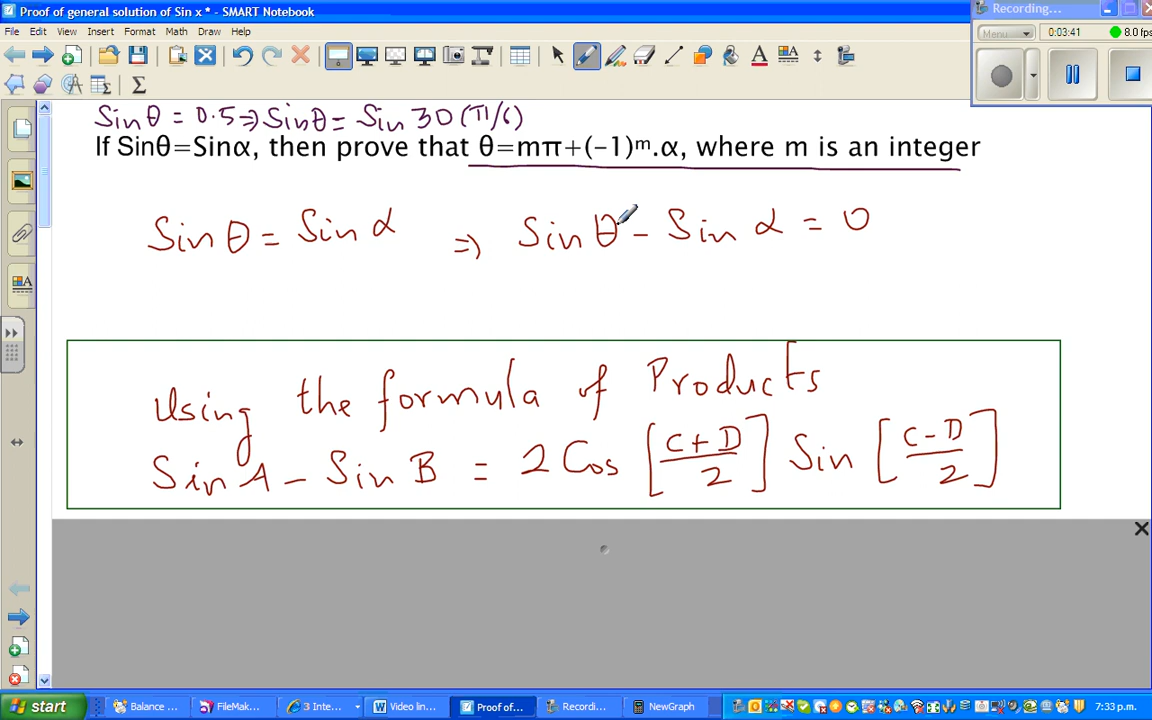 Proof of general solution of Sin x * - SMART Notebook
Recording...
File Edit View Insert Format Math Draw Help
Menu
0:03:41
8.0 fp
Sinθ = 0.5 ⇒ Sinθ = Sin 30 (π/6)
If Sinθ=Sinα, then prove that θ=mπ+(-1)ᵐ.α, where m is an integer
Sin θ = Sin α ⇒ Sin θ - Sin α = 0
Using the formula of Products
Sin A - Sin B = 2 Cos [C+D/2] Sin [C-D/2]
start
Balance ...
FileMak...
3 Inte...
Video lin...
Proof of...
Recordi...
NewGraph
7:33 p.m.